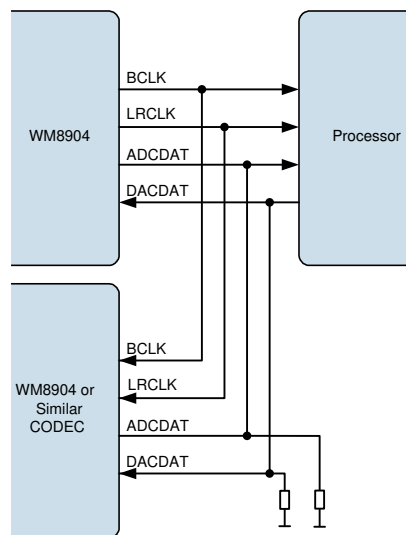 BCLK
LRCLK
WM8904
Processor
ADCDAT
DACDAT
BCLK
WM8904 or
Similar
CODEC
LRCLK
ADCDAT
DACDAT